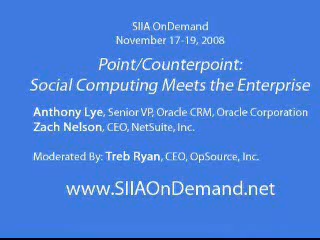 SIIA OnDemand
November 17-19, 2008
Point/Counterpoint:
Social Computing Meets the Enterprise
Anthony Lye, Senior VP, Oracle CRM, Oracle Corporation
Zach Nelson, CEO, NetSuite, Inc.
Moderated By: Treb Ryan, CEO, OpSource, Inc.
www.SIIAOnDemand.net